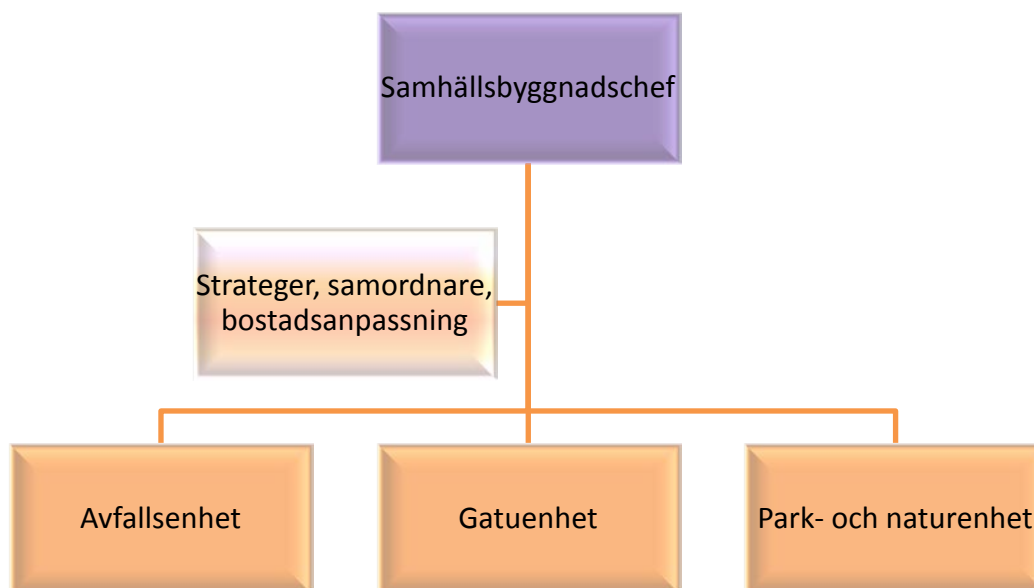 Samhällsbyggnadschef
Strateger, samordnare,
bostadsanpassning
Avfallsenhet
Gatuenhet
Park- och naturenhet